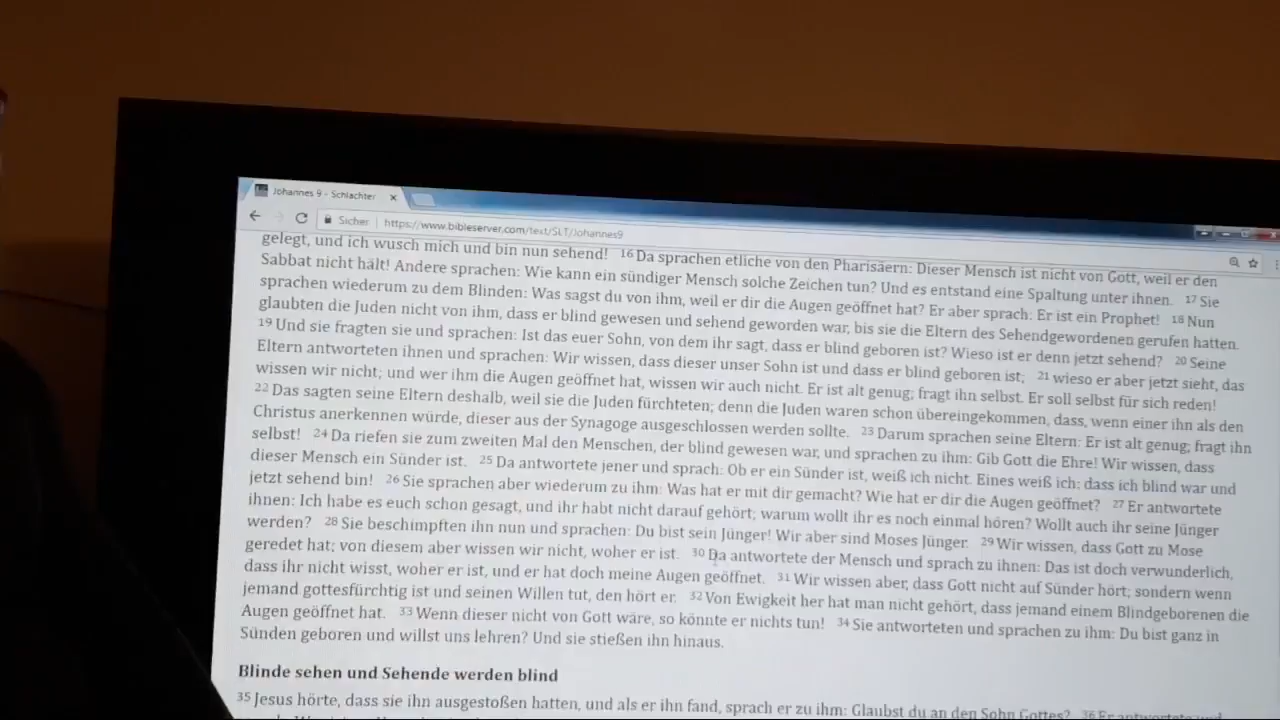 Johannes 9 - Schlachter
Sicher https://www.bibleserver.com/text/SLT/Johannes9
gelegt, und ich wusch mich und bin nun sehend! 16 Da sprachen etliche von den Pharisäern: Dieser Mensch ist nicht von Gott, weil er den
Sabbat nicht hält! Andere sprachen: Wie kann ein sündiger Mensch solche Zeichen tun? Und es entstand eine Spaltung unter ihnen. 17 Sie
sprachen wiederum zu dem Blinden: Was sagst du von ihm, weil er dir die Augen geöffnet hat? Er aber sprach: Er ist ein Prophet! 18 Nun
glaubten die Juden nicht von ihm, dass er blind gewesen und sehend geworden war, bis sie die Eltern des Sehendgewordenen gerufen hatten.
19 Und sie fragten sie und sprachen: Ist das euer Sohn, von dem ihr sagt, dass er blind geboren ist? Wieso ist er denn jetzt sehend? 20 Seine
Eltern antworteten ihnen und sprachen: Wir wissen, dass dieser unser Sohn ist und dass er blind geboren ist; 21 wieso er aber jetzt sieht, das
wissen wir nicht; und wer ihm die Augen geöffnet hat, wissen wir auch nicht. Er ist alt genug; fragt ihn selbst. Er soll selbst für sich reden!
22 Das sagten seine Eltern deshalb, weil sie die Juden fürchteten; denn die Juden waren schon übereingekommen, dass, wenn einer ihn als den
Christus anerkennen würde, dieser aus der Synagoge ausgeschlossen werden sollte. 23 Darum sprachen seine Eltern: Er ist alt genug; fragt ihn
selbst! 24 Da riefen sie zum zweiten Mal den Menschen, der blind gewesen war, und sprachen zu ihm: Gib Gott die Ehre! Wir wissen, dass
dieser Mensch ein Sünder ist. 25 Da antwortete jener und sprach: Ob er ein Sünder ist, weiß ich nicht. Eines weiß ich: dass ich blind war und
jetzt sehend bin! 26 Sie sprachen aber wiederum zu ihm: Was hat er mit dir gemacht? Wie hat er dir die Augen geöffnet? 27 Er antwortete
ihnen: Ich habe es euch schon gesagt, und ihr habt nicht darauf gehört; warum wollt ihr es noch einmal hören? Wollt auch ihr seine Jünger
werden? 28 Sie beschimpften ihn nun und sprachen: Du bist sein Jünger! Wir aber sind Moses Jünger. 29 Wir wissen, dass Gott zu Mose
geredet hat; von diesem aber wissen wir nicht, woher er ist. 30 Da antwortete der Mensch und sprach zu ihnen: Das ist doch verwunderlich,
dass ihr nicht wisst, woher er ist, und er hat doch meine Augen geöffnet. 31 Wir wissen aber, dass Gott nicht auf Sünder hört; sondern wenn
jemand gottesfürchtig ist und seinen Willen tut, den hört er. 32 Von Ewigkeit her hat man nicht gehört, dass jemand einem Blindgeborenen die
Augen geöffnet hat. 33 Wenn dieser nicht von Gott wäre, so könnte er nichts tun! 34 Sie antworteten und sprachen zu ihm: Du bist ganz in
Sünden geboren und willst uns lehren? Und sie stießen ihn hinaus.
Blinde sehen und Sehende werden blind
35 Jesus hörte, dass sie ihn ausgestoßen hatten, und als er ihn fand, sprach er zu ihm: Glaubst du an den Sohn Gottes? 36 Er antwortete und